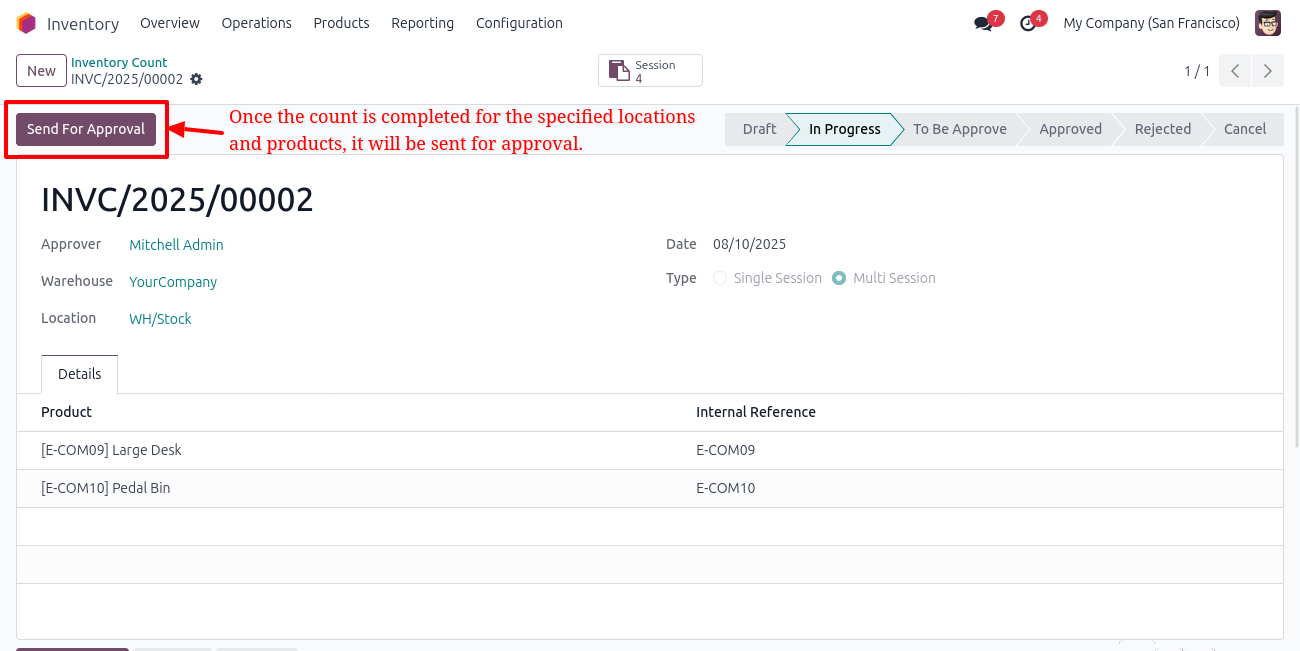 Inventory Overview Operations Products Reporting Configuration 7 4 My Company (San Francisco)
New Inventory Count
INVC/2025/00002
Session
4
1 / 1
Send For Approval
Once the count is completed for the specified locations
and products, it will be sent for approval.
Draft In Progress To Be Approve Approved Rejected Cancel
INVC/2025/00002
Approver Mitchell Admin Date 08/10/2025
Warehouse YourCompany Type Single Session Multi Session
Location WH/Stock
Details
Product Internal Reference
[E-COM09] Large Desk E-COM09
[E-COM10] Pedal Bin E-COM10